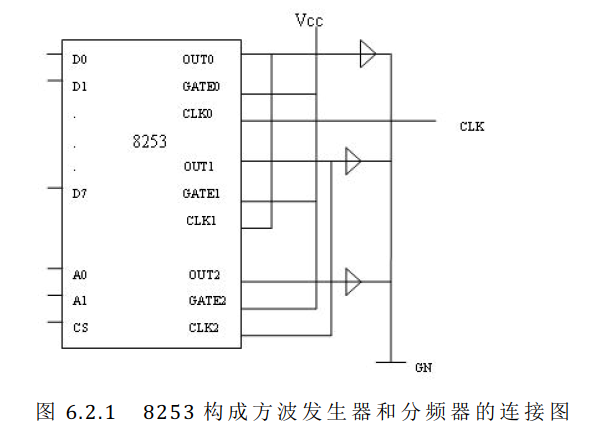 Vcc
D0 OUT0
D1 GATE0
. CLK0
CLK
. 8253
. OUT1
D7 GATE1
CLK1
A0 OUT2
A1 GATE2
CS CLK2
GN
图 6.2.1 8253 构成方波发生器和分频器的连接图